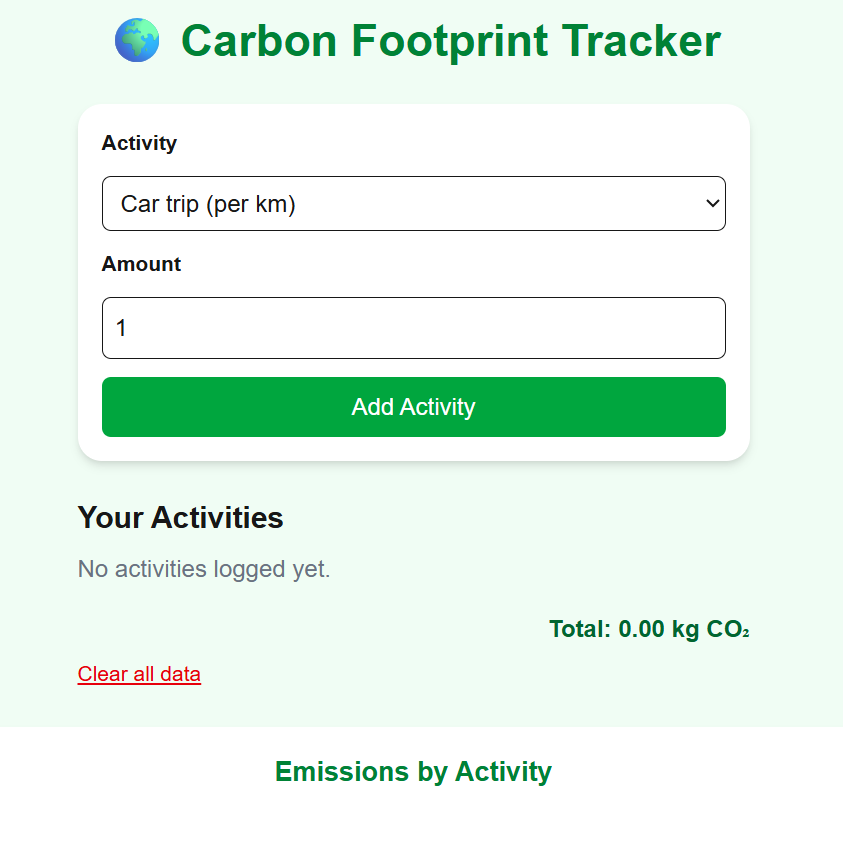 Carbon Footprint Tracker
Activity
Car trip (per km)
Amount
1
Add Activity
Your Activities
No activities logged yet.
Total: 0.00 kg CO₂
Clear all data
Emissions by Activity